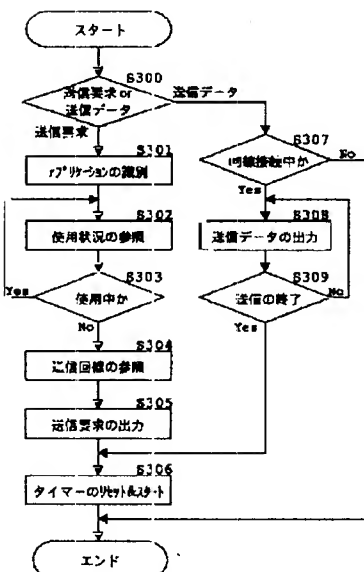 スタート
S300
送信要求 or
送信データ
送信データ
送信要求
S301
アプリケーションの識別
S307
回線接続中か
No
Yes
S302
使用状況の参照
S308
送信データの出力
S303
使用中か
Yes
No
S309
送信の終了
No
Yes
S304
送信回線の参照
S305
送信要求の出力
S306
タイマーのリセット&スタート
エンド